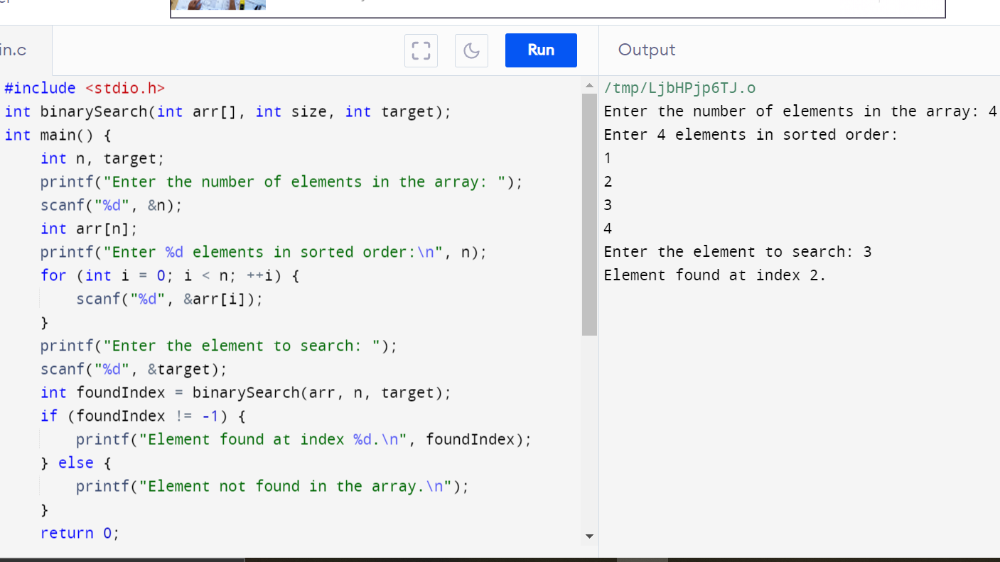 in.c
Run
Output
#include <stdio.h>
int binarySearch(int arr[], int size, int target);
int main() {
    int n, target;
    printf("Enter the number of elements in the array: ");
    scanf("%d", &n);
    int arr[n];
    printf("Enter %d elements in sorted order:\n", n);
    for (int i = 0; i < n; ++i) {
        scanf("%d", &arr[i]);
    }
    printf("Enter the element to search: ");
    scanf("%d", &target);
    int foundIndex = binarySearch(arr, n, target);
    if (foundIndex != -1) {
        printf("Element found at index %d.\n", foundIndex);
    } else {
        printf("Element not found in the array.\n");
    }
    return 0;
/tmp/LjbHPjp6TJ.o
Enter the number of elements in the array: 4
Enter 4 elements in sorted order:
1
2
3
4
Enter the element to search: 3
Element found at index 2.